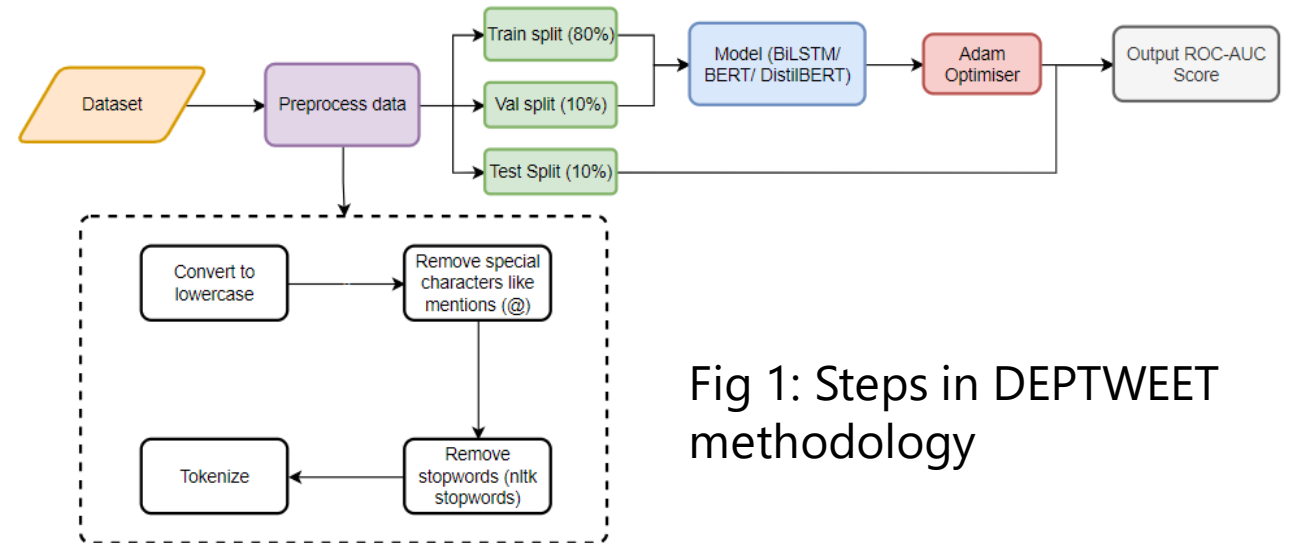 Dataset
Preprocess data
Train split (80%)
Val split (10%)
Test Split (10%)
Model (BiLSTM/
BERT/ DistilBERT)
Adam
Optimiser
Output ROC-AUC
Score
Convert to
lowercase
Remove special
characters like
mentions (@)
Remove
stopwords (nltk
stopwords)
Tokenize
Fig 1: Steps in DEPTWEET
methodology